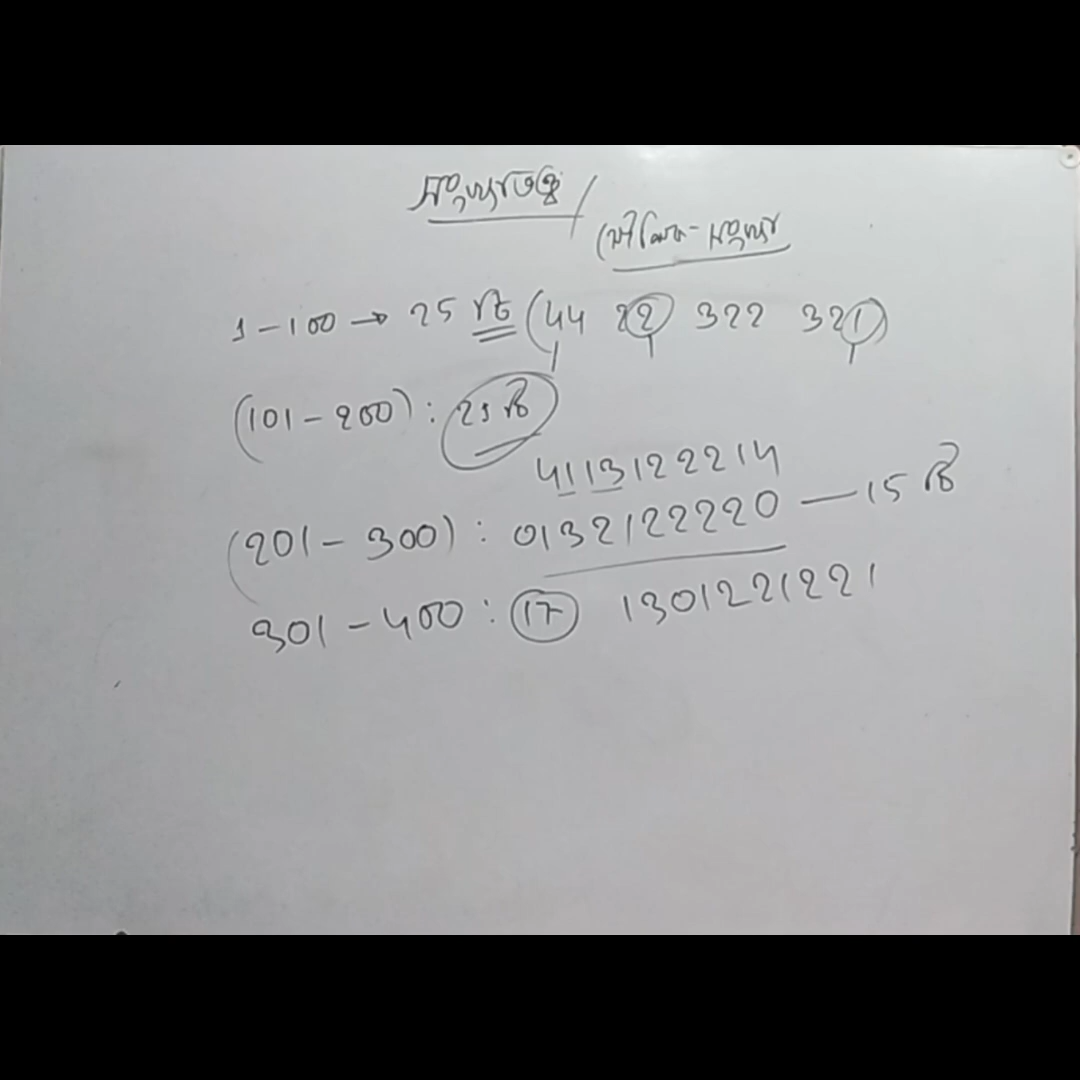 সংখ্যাতত্ত্ব /
মৌলিক-সংখ্যা
1-100 → 25 টি (44 22 322 321)
(101-200) : 21 টি
4113122214
(201-300) : 0132122220 — 15 টি
301-400 : 17 1301221221